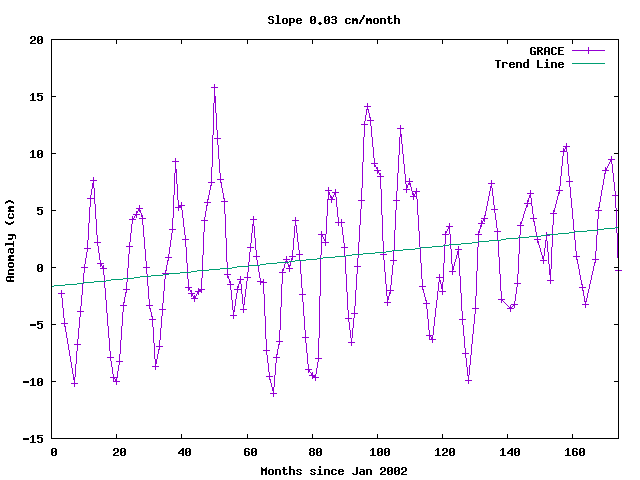 Slope 0.03 cm/month
GRACE
Trend Line
20
15
10
5
0
-5
-10
-15
Anomaly (cm)
0 20 40 60 80 100 120 140 160
Months since Jan 2002